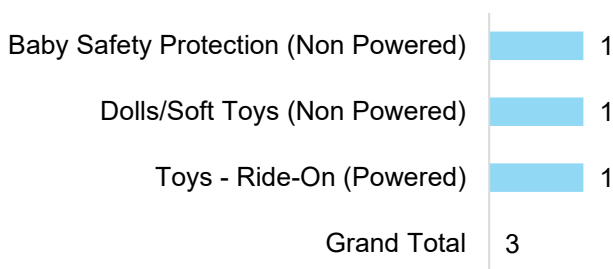 Baby Safety Protection (Non Powered) 1
Dolls/Soft Toys (Non Powered) 1
Toys - Ride-On (Powered) 1
Grand Total 3